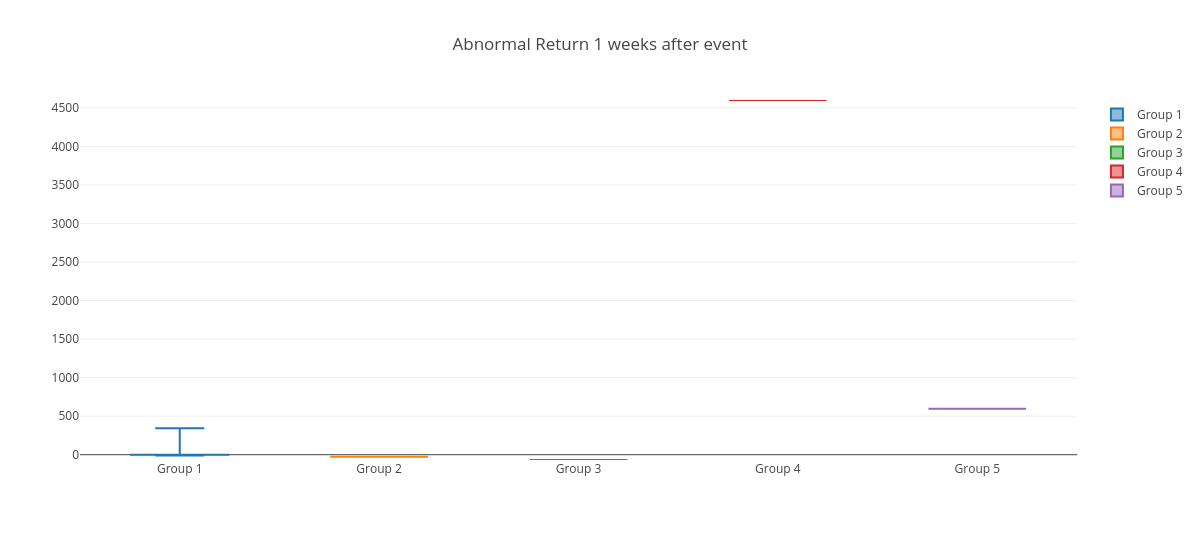 Abnormal Return 1 weeks after event
4500
4000
3500
3000
2500
2000
1500
1000
500
0
Group 1
Group 2
Group 3
Group 4
Group 5
Group 1
Group 2
Group 3
Group 4
Group 5